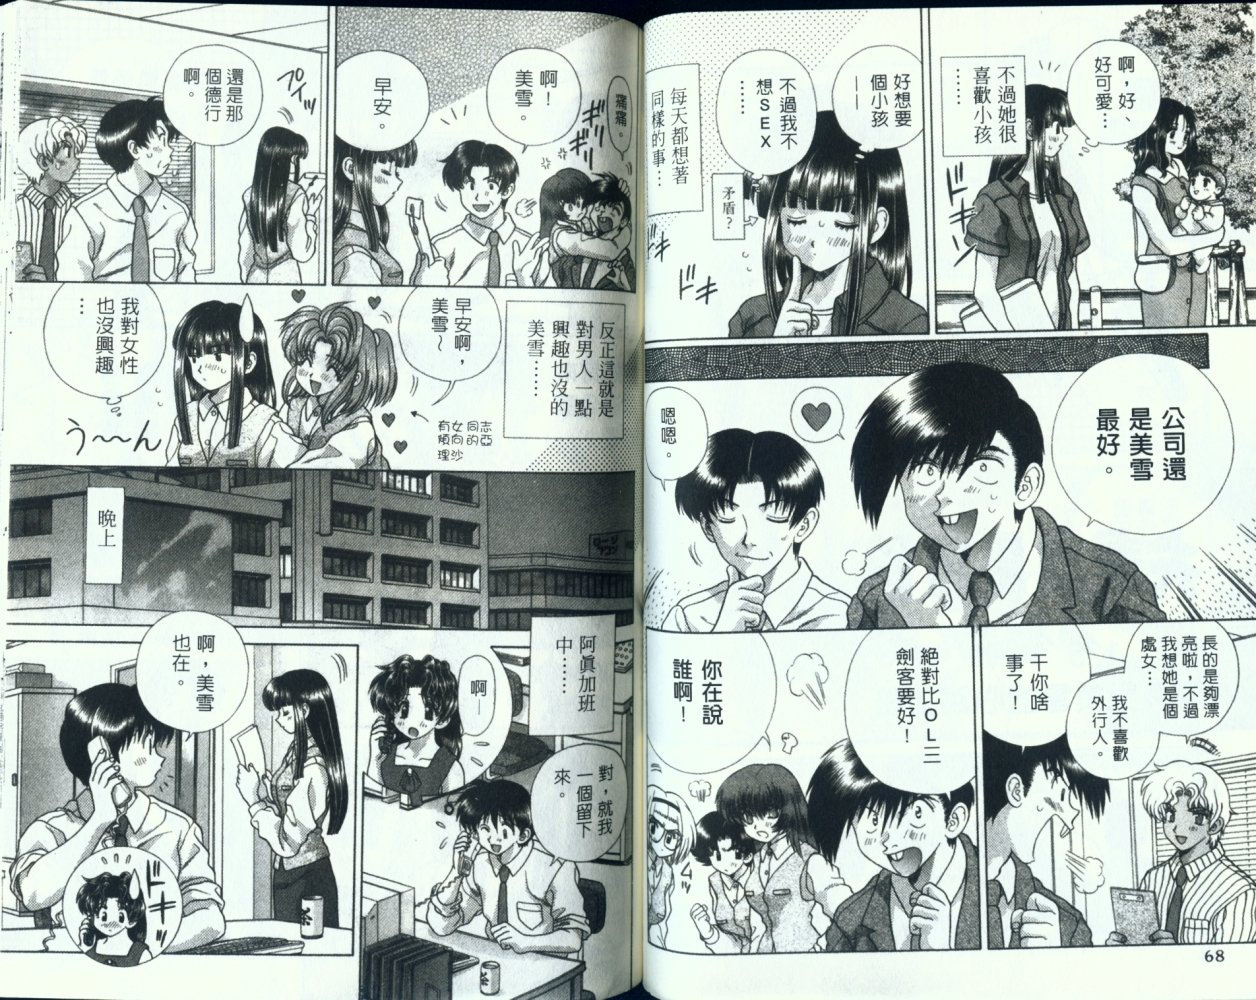 啊,好、
好可愛…
不過她很
喜歡小孩
……
好想要
個小孩
——
不過我不
想SEX
……
矛盾?
每天都想著
同樣的事…
ドキ
ドキ
公司還
是美雪
最好。
嗯嗯。
長的是夠漂
亮啦,不過
我想她是個
處女…
我不喜歡
外行人。
干你啥
事了!
絕對比OL三
劍客要好!
你在說
誰啊!
68
痛痛。
ギリ
ギリ
啊!
美雪。
早安。
プイッ
還是那
個德行
啊。
反正這就是
對男人一點
興趣也沒的
美雪……
早安啊,
美雪~
有女同志
傾向的亞
理沙
我對女性
也沒興趣
…
う~~ん
晚上
阿真加班
中……
啊—
對,就我
一個留下
來。
啊,美雪
也在。
ドキ